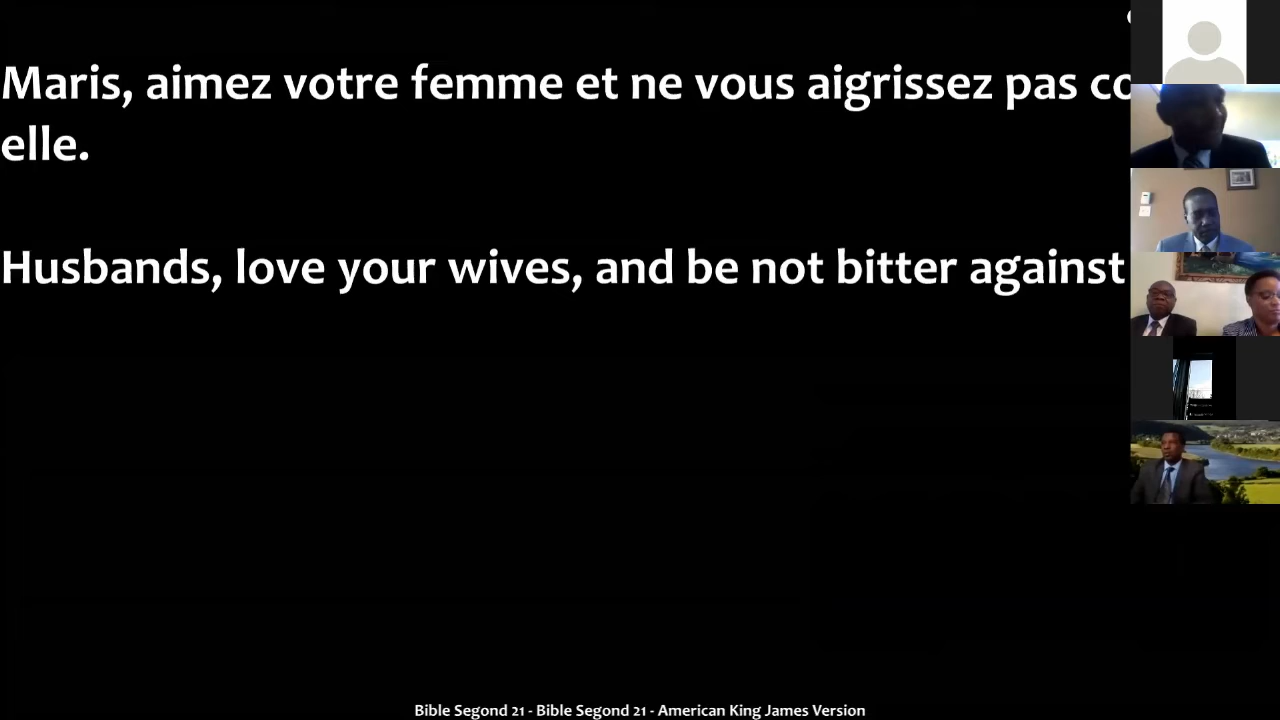 Maris, aimez votre femme et ne vous aigrissez pas
elle.
Husbands, love your wives, and be not bitter against
Bible Segond 21 - Bible Segond 21 - American King James Version